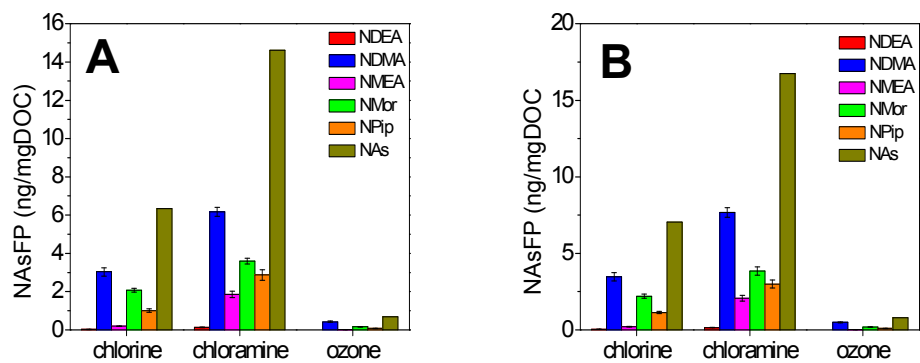 A
NAsFP (ng/mgDOC)
16
14
12
10
8
6
4
2
0
NDEA
NDMA
NMEA
NMor
NPip
NAs
chlorine chloramine ozone
B
NAsFP (ng/mgDOC
20
15
10
5
0
NDEA
NDMA
NMEA
NMor
NPip
NAs
chlorine chloramine ozone